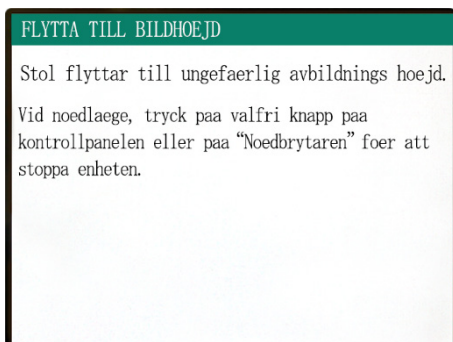 FLYTTA TILL BILDHOEJD
Stol flyttar till ungefaerlig avbildnings hoejd.
Vid noedlaege, tryck paa valfri knapp paa
kontrollpanelen eller paa “Noedbrytaren” foer att
stoppa enheten.